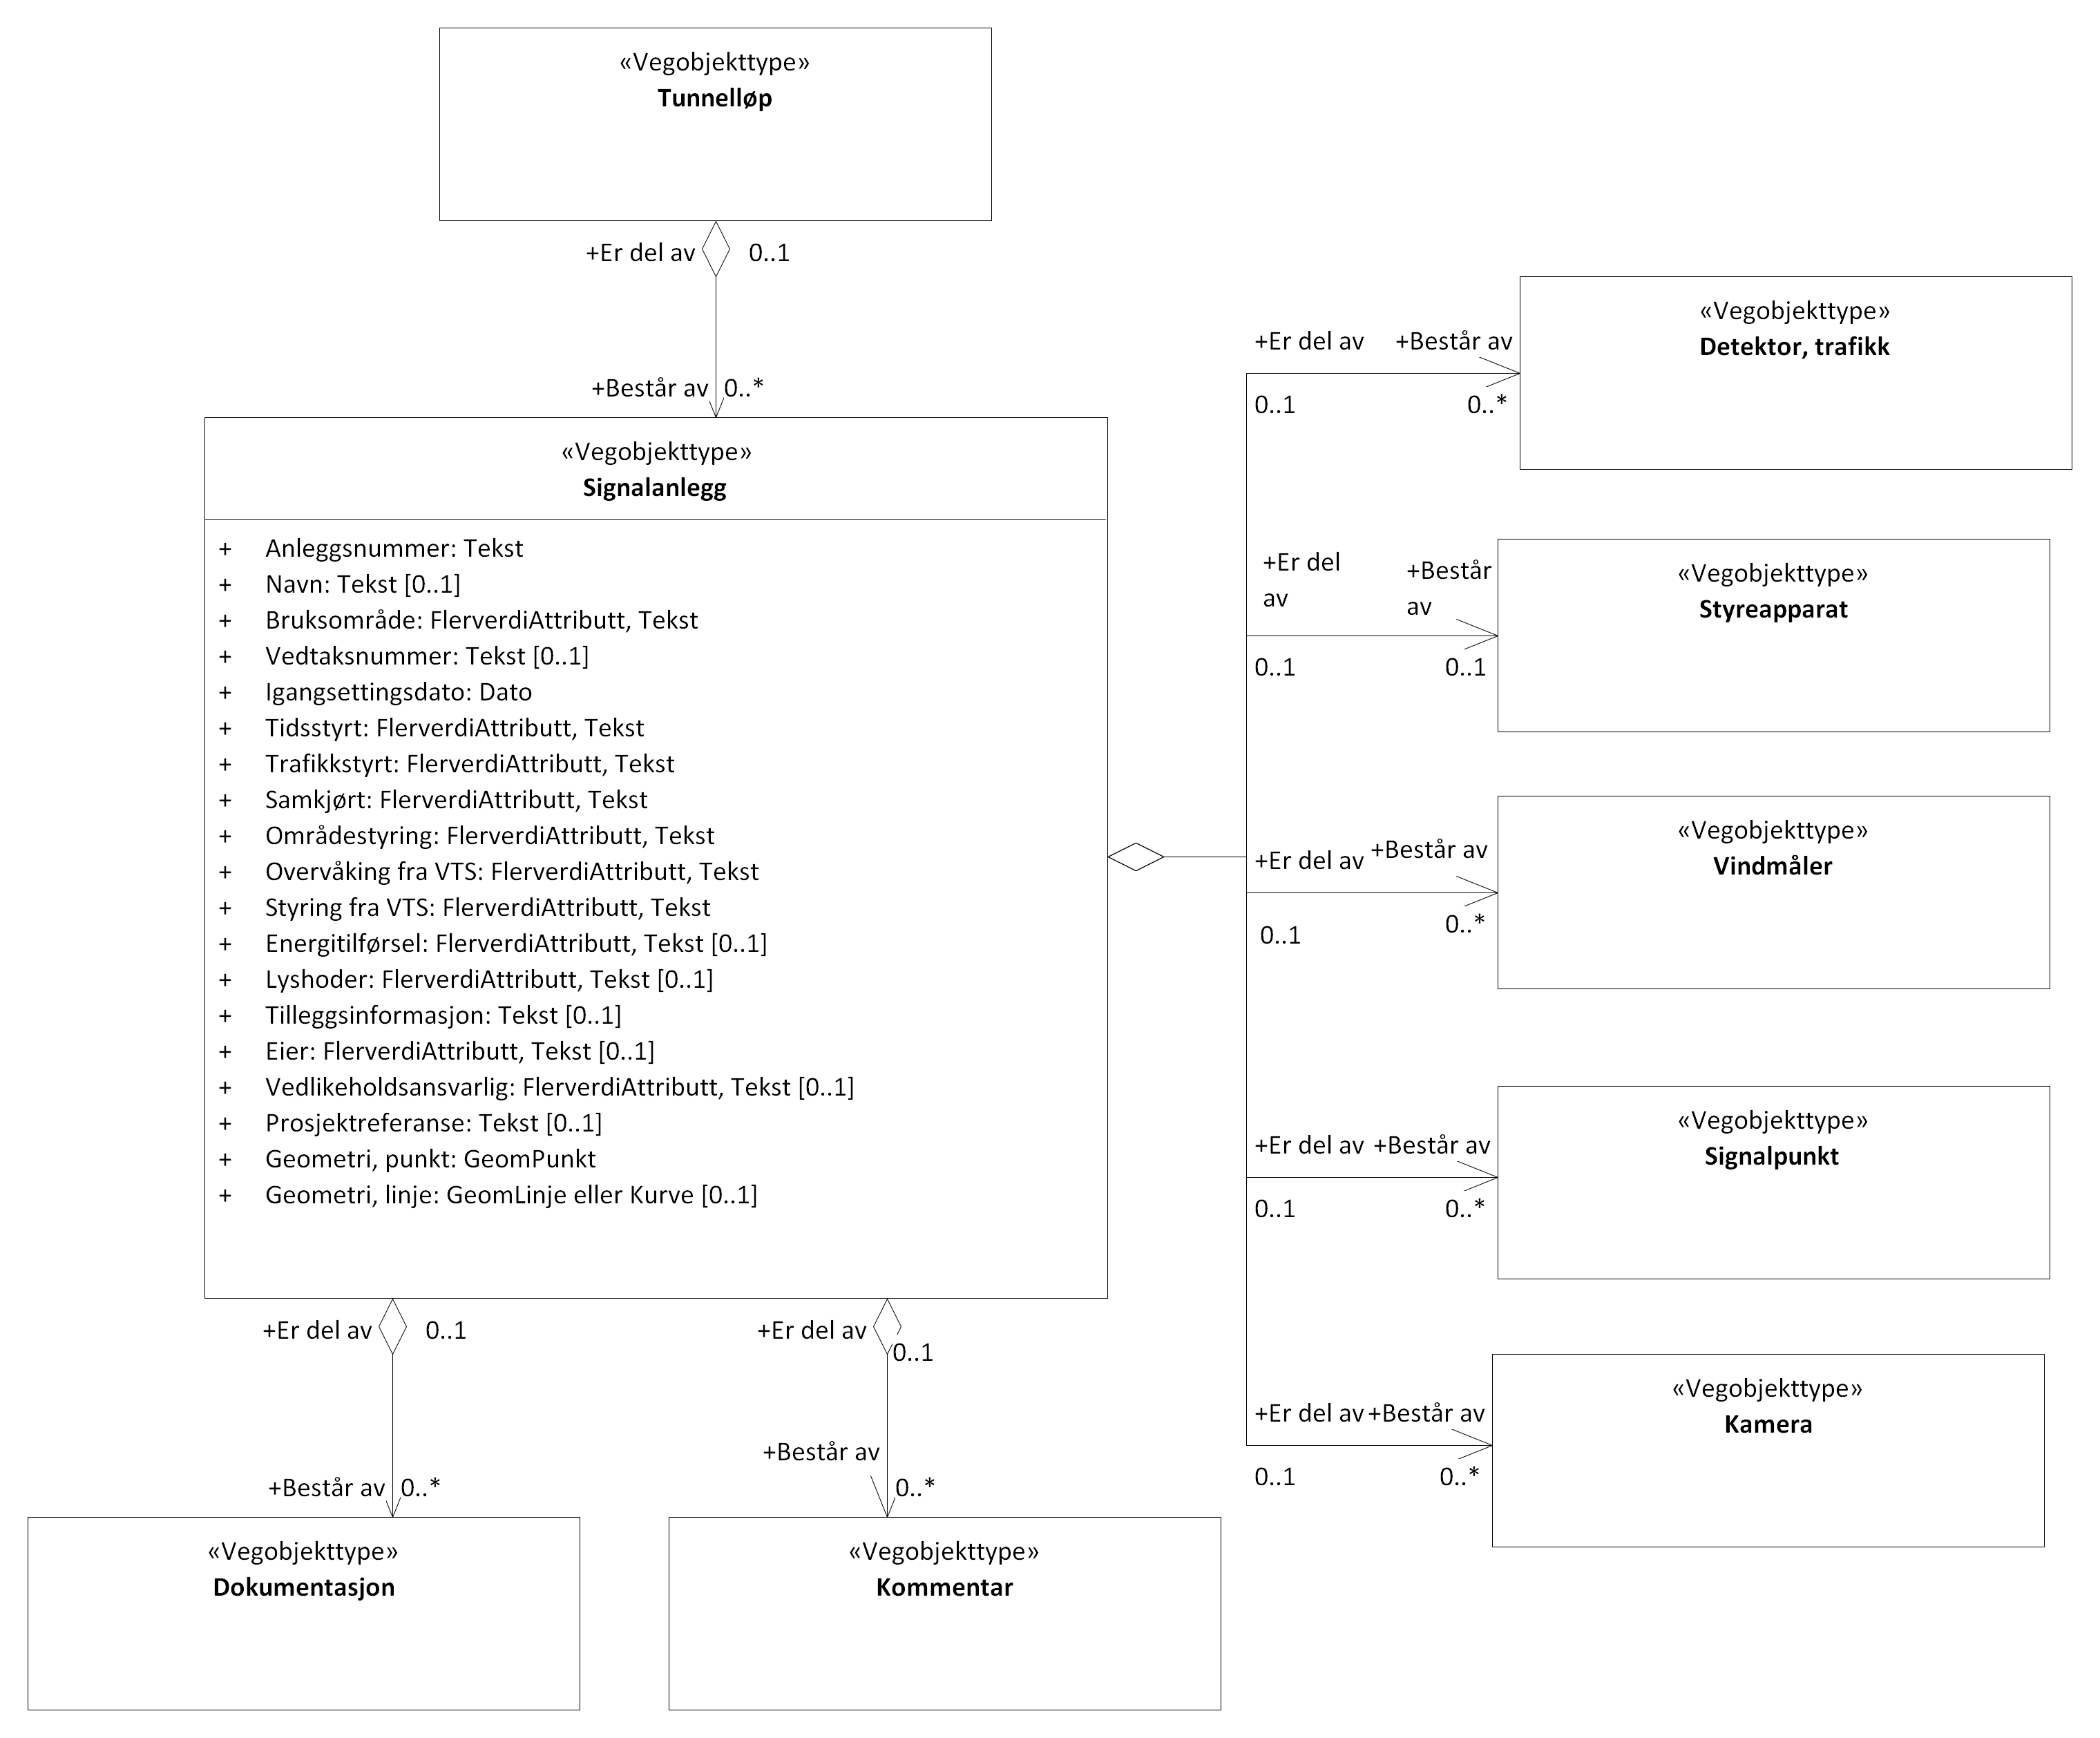 «Vegobjekttype»
Tunnelløp
+Er del av
0..1
+Består av
0..*
«Vegobjekttype»
Signalanlegg
+ Anleggsnummer: Tekst
+ Navn: Tekst [0..1]
+ Bruksområde: FlerverdiAttributt, Tekst
+ Vedtaksnummer: Tekst [0..1]
+ Igangsettingsdato: Dato
+ Tidsstyrt: FlerverdiAttributt, Tekst
+ Trafikkstyrt: FlerverdiAttributt, Tekst
+ Samkjørt: FlerverdiAttributt, Tekst
+ Områdestyring: FlerverdiAttributt, Tekst
+ Overvåking fra VTS: FlerverdiAttributt, Tekst
+ Styring fra VTS: FlerverdiAttributt, Tekst
+ Energitilførsel: FlerverdiAttributt, Tekst [0..1]
+ Lyshoder: FlerverdiAttributt, Tekst [0..1]
+ Tilleggsinformasjon: Tekst [0..1]
+ Eier: FlerverdiAttributt, Tekst [0..1]
+ Vedlikeholdsansvarlig: FlerverdiAttributt, Tekst [0..1]
+ Prosjektreferanse: Tekst [0..1]
+ Geometri, punkt: GeomPunkt
+ Geometri, linje: GeomLinje eller Kurve [0..1]
+Er del av
+Består av
0..1
0..*
«Vegobjekttype»
Detektor, trafikk
+Er del
av
+Består
av
0..1
0..1
«Vegobjekttype»
Styreapparat
+Er del av
+Består av
0..1
0..*
«Vegobjekttype»
Vindmåler
+Er del av
+Består av
0..1
0..*
«Vegobjekttype»
Signalpunkt
+Er del av
+Består av
0..1
0..*
«Vegobjekttype»
Kamera
+Er del av
0..1
+Består av
0..*
«Vegobjekttype»
Dokumentasjon
+Er del av
0..1
+Består av
0..*
«Vegobjekttype»
Kommentar